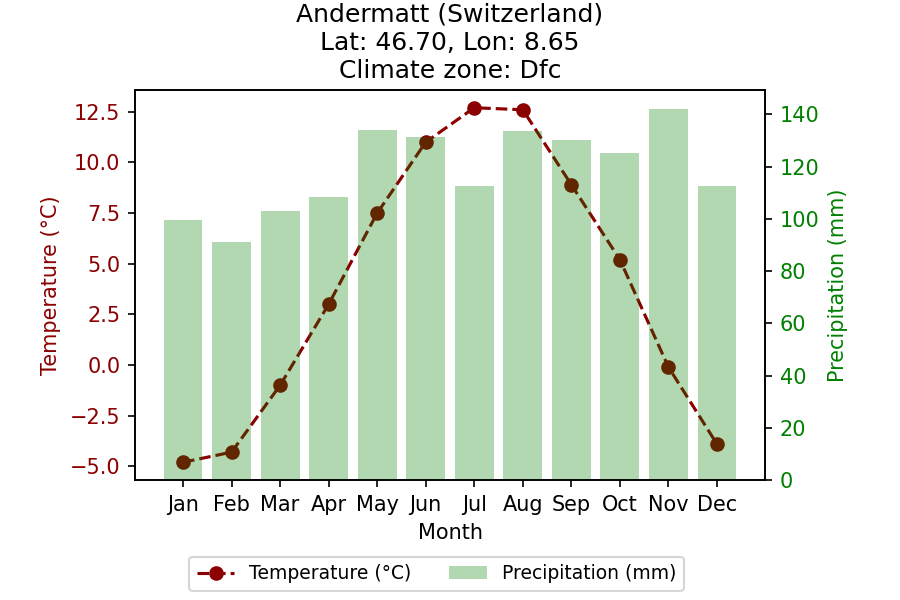 Andermatt (Switzerland)
Lat: 46.70, Lon: 8.65
Climate zone: Dfc
12.5
10.0
7.5
5.0
2.5
0.0
−2.5
−5.0
Temperature (°C)
140
120
100
80
60
40
20
0
Precipitation (mm)
Jan Feb Mar Apr May Jun Jul Aug Sep Oct Nov Dec
Month
Temperature (°C) Precipitation (mm)